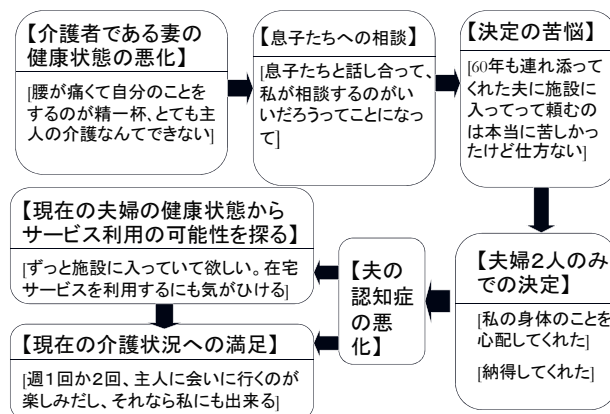 【介護者である妻の
健康状態の悪化】
[腰が痛くて自分のことを
するのが精一杯、とても主
人の介護なんてできない]
【息子たちへの相談】
[息子たちと話し合って、
私が相談するのがい
いだろうってことになっ
て]
【決定の苦悩】
[60年も連れ添って
くれた夫に施設に
入ってって頼むの
は本当に苦しかっ
たけど仕方ない]
【夫婦2人のみ
での決定】
[私の身体のことを
心配してくれた]
[納得してくれた]
【夫の
認知症
の悪
化】
【現在の夫婦の健康状態から
サービス利用の可能性を探る】
[ずっと施設に入っていて欲しい。在宅
サービスを利用するにも気がひける]
【現在の介護状況への満足】
[週1回か2回、主人に会いに行くのが
楽しみだし、それなら私にも出来る]